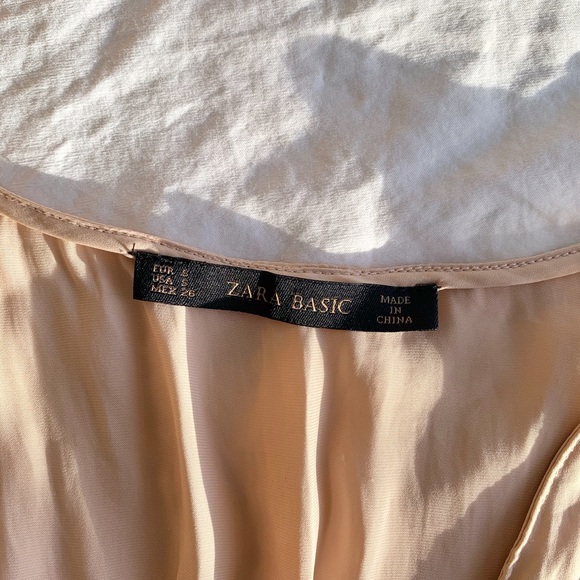 EUR S
USA S
MEX 26
ZARA BASIC
MADE
IN
CHINA